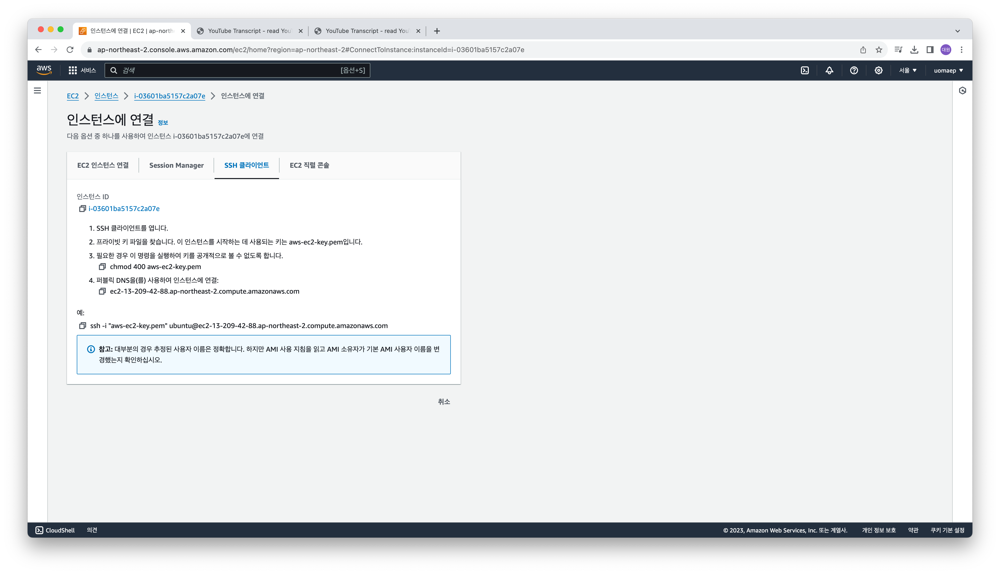 인스턴스에 연결 | EC2 | ap-north
YouTube Transcript - read You
YouTube Transcript - read You
ap-northeast-2.console.aws.amazon.com/ec2/home?region=ap-northeast-2#ConnectToInstance:instanceId=i-03601ba5157c2a07e
대원
aws
서비스
검색
[옵션+S]
서울
uomaep
EC2 > 인스턴스 > i-03601ba5157c2a07e > 인스턴스에 연결
인스턴스에 연결 정보
다음 옵션 중 하나를 사용하여 인스턴스 i-03601ba5157c2a07e에 연결
EC2 인스턴스 연결
Session Manager
SSH 클라이언트
EC2 직렬 콘솔
인스턴스 ID
i-03601ba5157c2a07e
1. SSH 클라이언트를 엽니다.
2. 프라이빗 키 파일을 찾습니다. 이 인스턴스를 시작하는 데 사용되는 키는 aws-ec2-key.pem입니다.
3. 필요한 경우 이 명령을 실행하여 키를 공개적으로 볼 수 없도록 합니다.
chmod 400 aws-ec2-key.pem
4. 퍼블릭 DNS을(를) 사용하여 인스턴스에 연결:
ec2-13-209-42-88.ap-northeast-2.compute.amazonaws.com
예:
ssh -i "aws-ec2-key.pem" ubuntu@ec2-13-209-42-88.ap-northeast-2.compute.amazonaws.com
참고: 대부분의 경우 추정된 사용자 이름은 정확합니다. 하지만 AMI 사용 지침을 읽고 AMI 소유자가 기본 AMI 사용자 이름을 변
경했는지 확인하십시오.
취소
CloudShell
의견
© 2023, Amazon Web Services, Inc. 또는 계열사.
개인 정보 보호
약관
쿠키 기본 설정